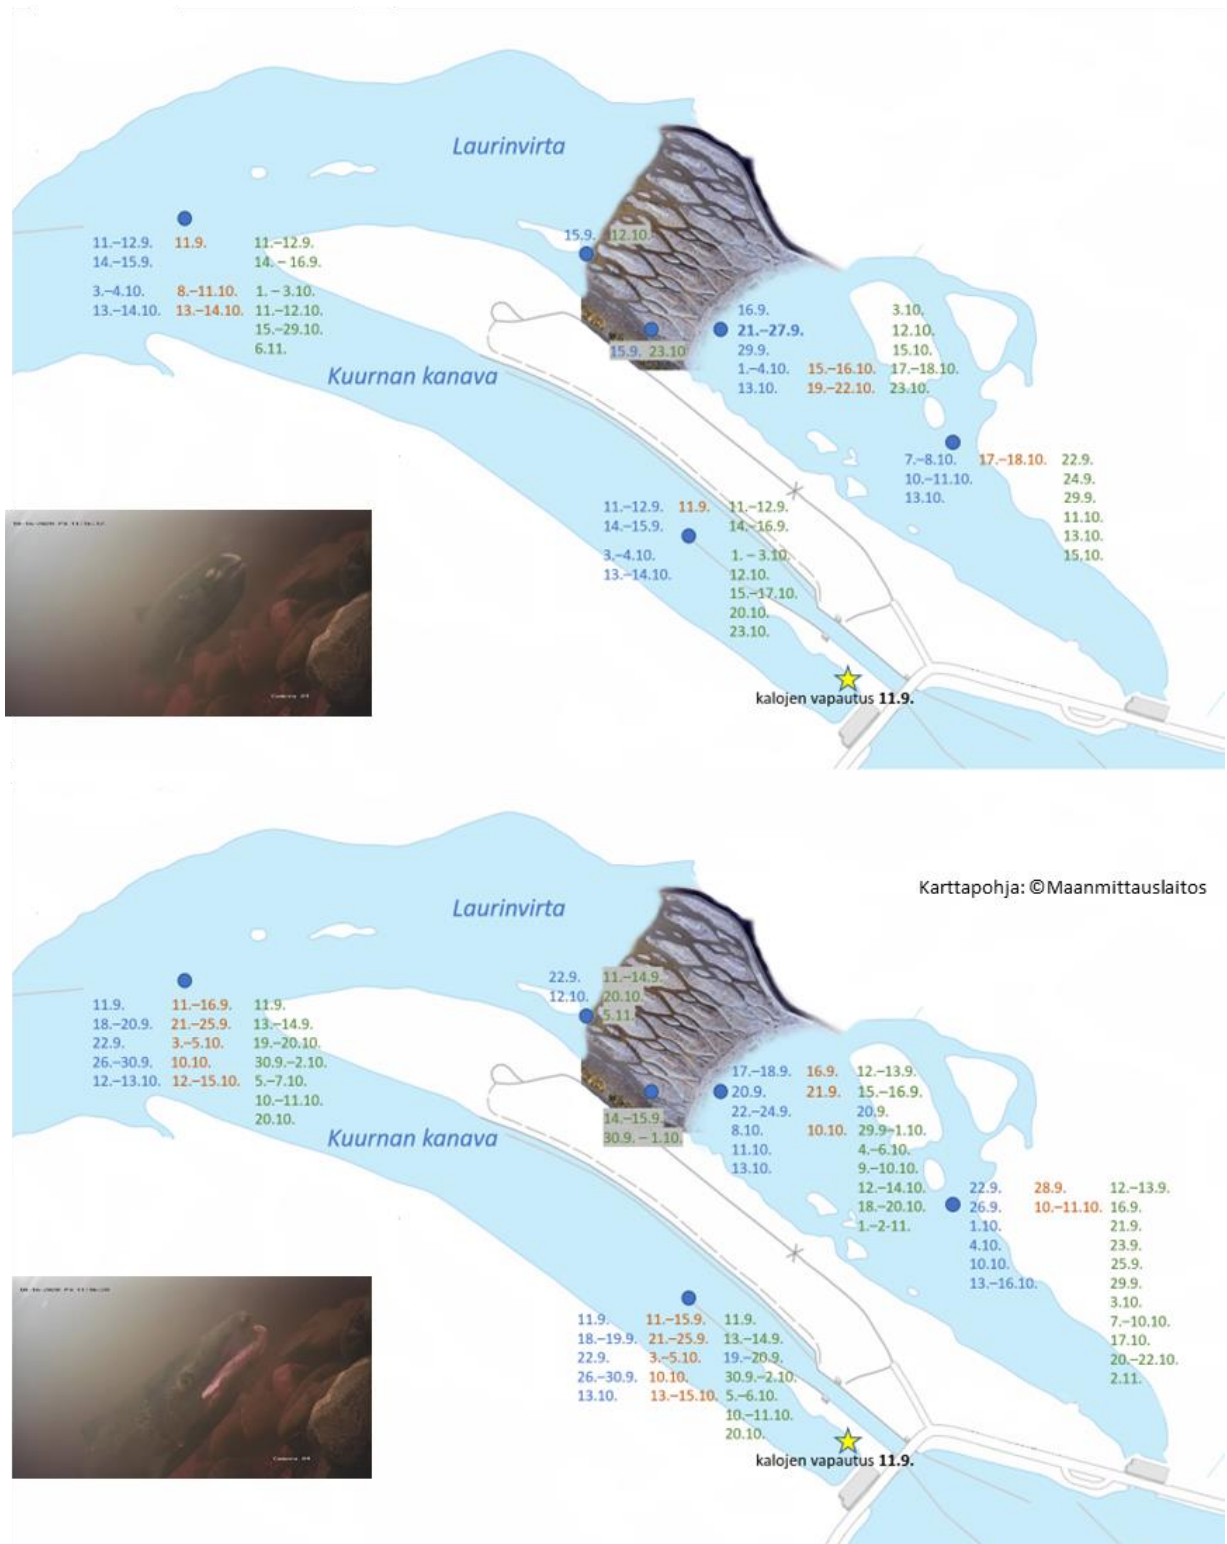 Laurinvirta
15.9. 12.10.
11.–12.9. 11.9. 11.–12.9.
14.–15.9. 14. – 16.9.
3.–4.10. 8.–11.10. 1. – 3.10.
13.–14.10. 13.–14.10. 11.–12.10.
15.–29.10.
6.11.
16.9. 3.10.
21.–27.9. 12.10.
29.9. 15.10.
1.–4.10. 15.–16.10. 17.–18.10.
13.10. 19.–22.10. 23.10.
15.9. 23.10
Kuurnan kanava
7.–8.10. 17.–18.10. 22.9.
10.–11.10. 24.9.
13.10. 29.9.
11.10.
13.10.
15,10.
11.–12.9. 11.9. 11.–12.9.
14.–15.9. 14.–16.9.
3.–4.10. 1. – 3.10.
13.–14.10. 12.10.
15.–17.10.
20.10.
23.10.
kalojen vapautus 11.9.
Karttapohja: ©Maanmittauslaitos
Laurinvirta
22.9. 11.–14.9.
12.10. 20.10.
5.11.
11.9. 11.–16.9. 11.9.
18.–20.9. 21.–25.9. 13.–14.9.
22.9. 3.–5.10. 19.–20.10.
26.–30.9. 10.10. 30.9.–2.10.
12.–13.10. 12.–15.10. 5.–7.10.
10.–11.10.
20.10.
17.–18.9. 16.9. 12.–13.9.
20.9. 21.9. 15.–16.9.
22.–24.9. 20.9.
8.10. 10.10. 29.9–1.10.
11.10. 4.–6.10.
13.10. 9.–10.10.
12.–14.10.
18.–20.10.
1.–2-11.
14.–15.9.
30.9. – 1.10.
Kuurnan kanava
22.9. 28.9. 12.–13.9.
26.9. 10.–11.10. 16.9.
1.10. 21.9.
4.10. 23.9.
10.10. 25.9.
13.–16.10. 29.9.
3.10.
7.–10.10.
17.10.
20.–22.10.
2.11.
11.9. 11.–15.9. 11.9.
18.–19.9. 21.–25.9. 13.–14.9.
22.9. 3.–5.10. 19.–20.9.
26.–30.9. 10.10. 30.9.–2.10.
13.10. 13.–15.10. 5.–6.10.
10.–11.10.
20.10.
kalojen vapautus 11.9.